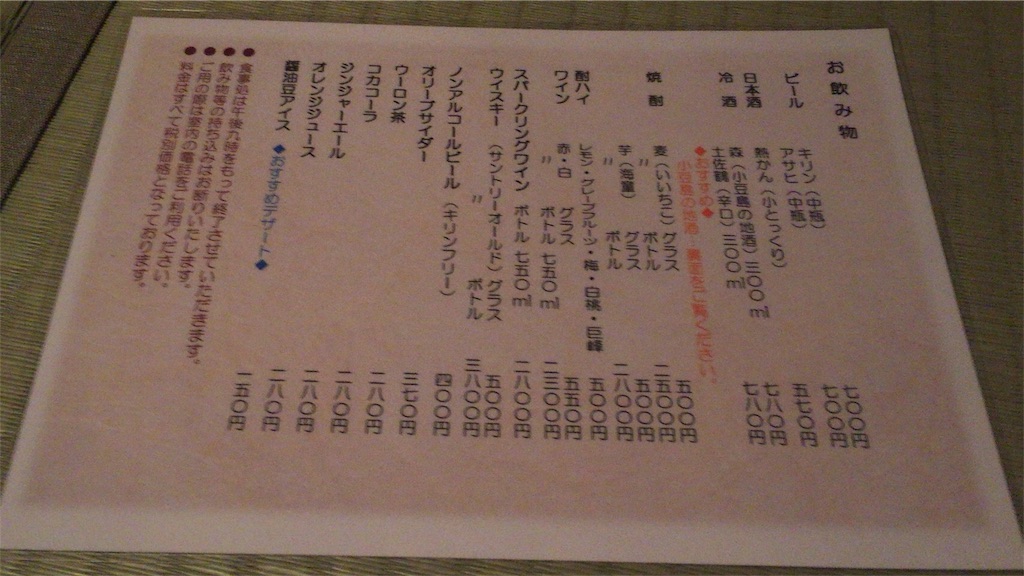 お飲み物
ビール キリン（中瓶） 七〇〇円
アサヒ（中瓶） 七〇〇円
日本酒 熱かん（小とっくり） 五七〇円
冷酒 森（小豆島の地酒）三〇〇ml 七八〇円
土佐鶴（辛口）三〇〇ml 七八〇円
◆おすすめ◆
小豆島の地酒…裏面をご覧ください。
焼酎 麦（いいちこ）グラス 五〇〇円
〃 ボトル 二五〇〇円
芋（海童） グラス 五〇〇円
〃 ボトル 二八〇〇円
酎ハイ レモン・グレープフルーツ・梅・白桃・巨峰 五〇〇円
ワイン 赤・白 グラス 五五〇円
〃 ボトル 七五〇ml 二三〇〇円
スパークリングワイン ボトル 七五〇ml 二八〇〇円
ウイスキー （サントリーオールド）グラス 五〇〇円
〃 ボトル 三八〇〇円
ノンアルコールビール （キリンフリー） 四〇〇円
オリーブサイダー 三七〇円
ウーロン茶 二八〇円
コカコーラ 二八〇円
ジンジャーエール 二八〇円
オレンジジュース 二八〇円
醤油豆アイス ◆おすすめデザート◆ 一五〇円
●食事処は午後九時をもって終了させていただきます。
●飲み物等の持ち込みはお断りいたします。
●ご用の際は室内の電話をご利用ください。
●料金はすべて税別価格となっております。